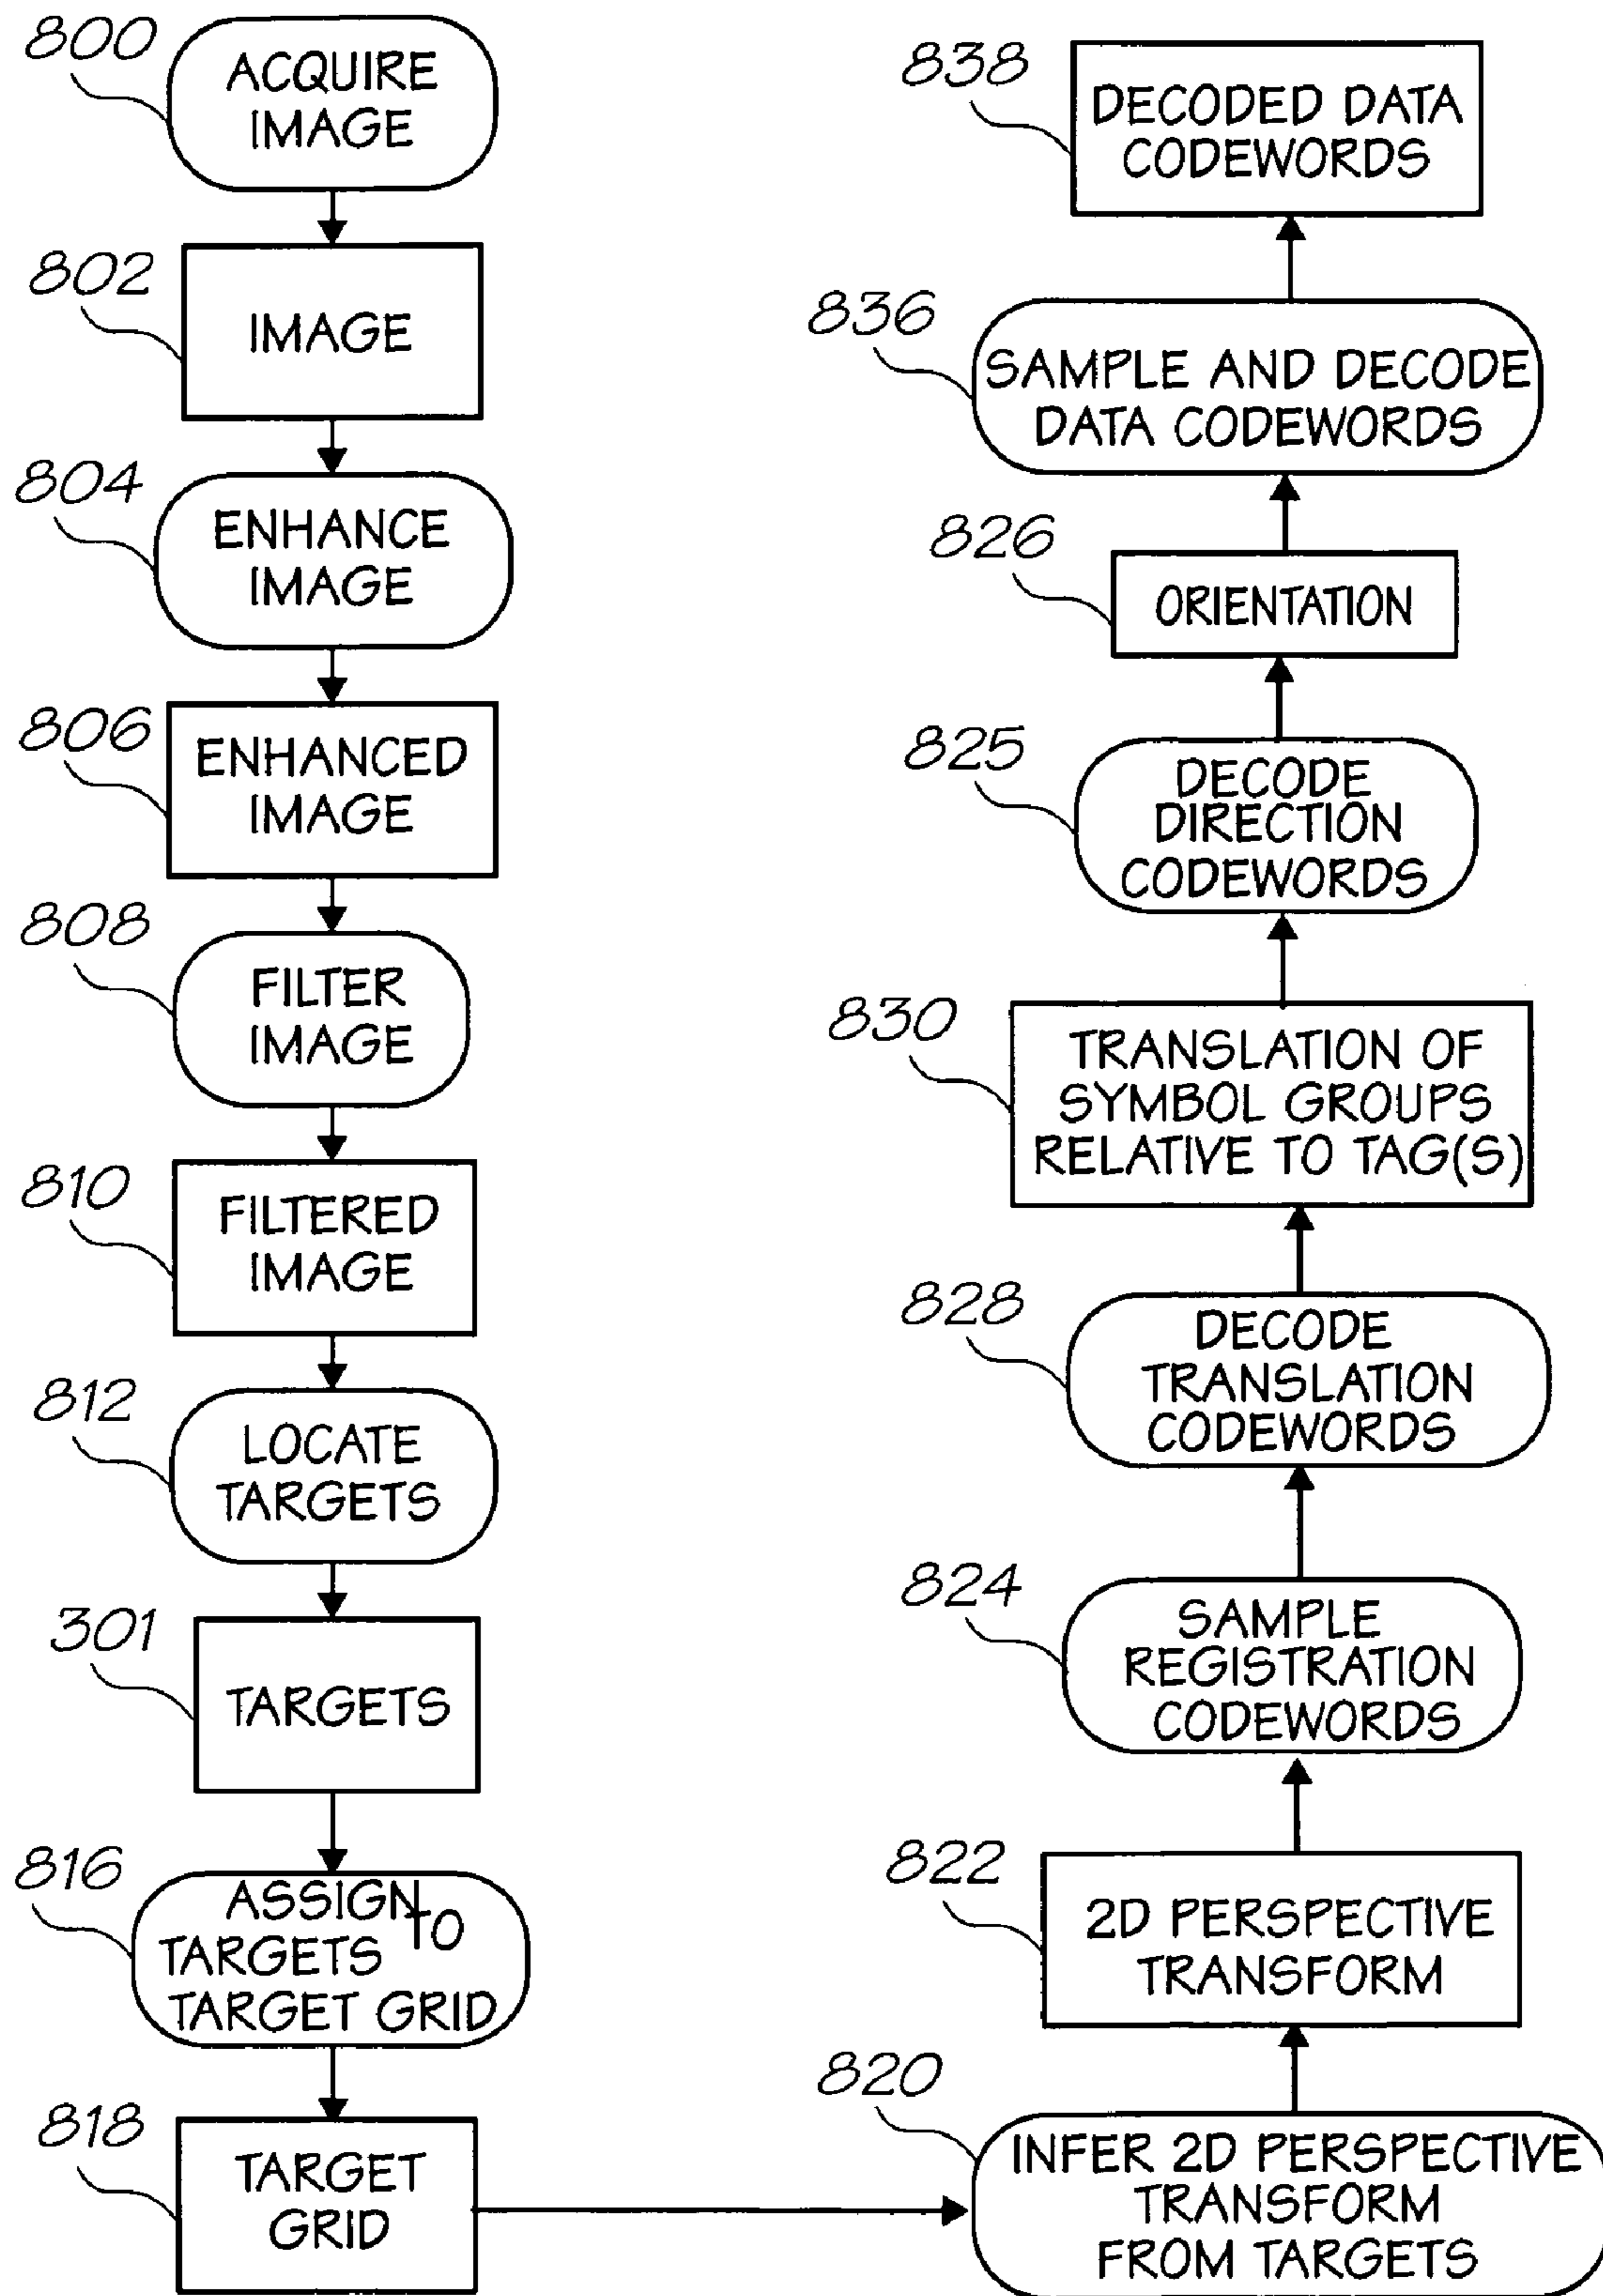 800
ACQUIRE
IMAGE
802
IMAGE
804
ENHANCE
IMAGE
806
ENHANCED
IMAGE
808
FILTER
IMAGE
810
FILTERED
IMAGE
812
LOCATE
TARGETS
301
TARGETS
816
ASSIGN TO
TARGETS
TARGET GRID
818
TARGET
GRID
838
DECODED DATA
CODEWORDS
836
SAMPLE AND DECODE
DATA CODEWORDS
826
ORIENTATION
825
DECODE
DIRECTION
CODEWORDS
830
TRANSLATION OF
SYMBOL GROUPS
RELATIVE TO TAG(S)
828
DECODE
TRANSLATION
CODEWORDS
824
SAMPLE
REGISTRATION
CODEWORDS
822
2D PERSPECTIVE
TRANSFORM
820
INFER 2D PERSPECTIVE
TRANSFORM
FROM TARGETS